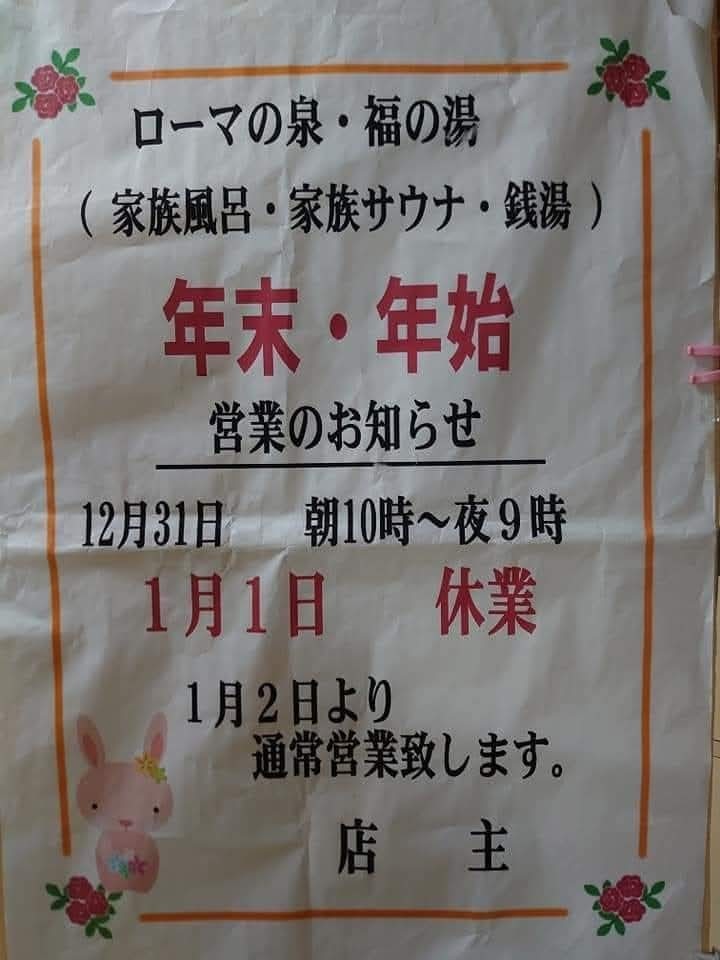 ローマの泉・福の湯
（ 家族風呂・家族サウナ・銭湯 ）
年末・年始
営業のお知らせ
12月31日　朝10時～夜９時
１月１日　休業
１月２日より
通常営業致します。
店　主